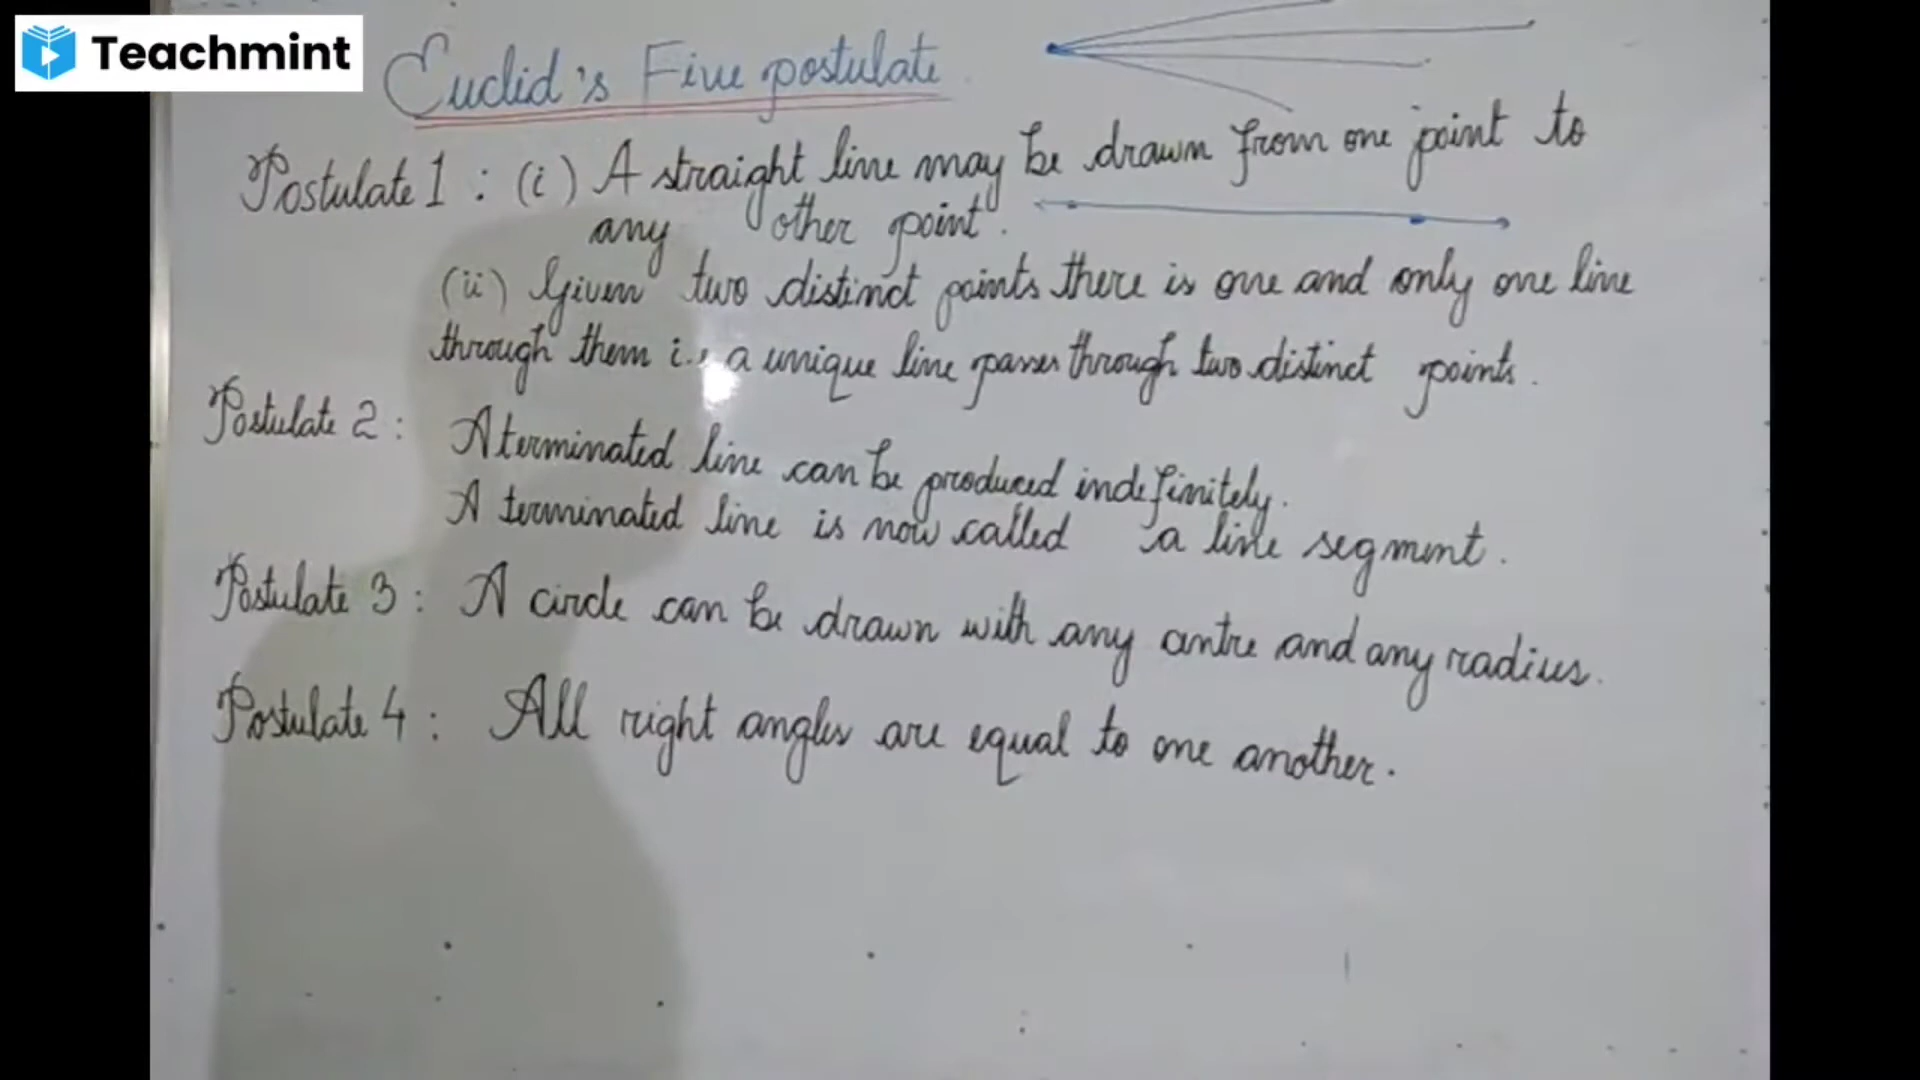 Teachmint
Euclid's Five postulate
Postulate 1 : (i) A straight line may be drawn from one point to
any other point.
(ii) Given two distinct points there is one and only one line
through them i.e a unique line passes through two distinct points.
Postulate 2 : A terminated line can be produced indefinitely.
A terminated line is now called a line segment.
Postulate 3 : A circle can be drawn with any centre and any radius.
Postulate 4 : All right angles are equal to one another.